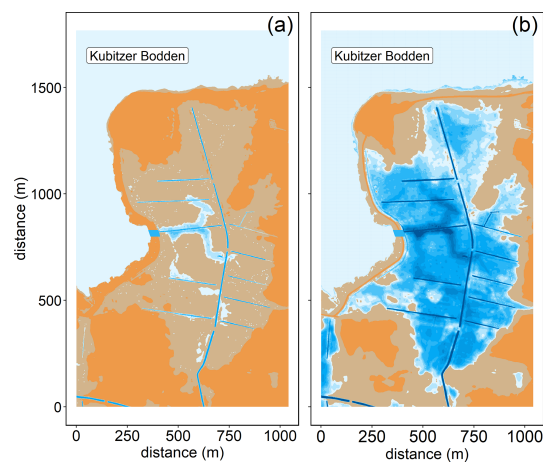 (a)
(b)
Kubitzer Bodden
Kubitzer Bodden
distance (m)
1500
1000
500
0
0 250 500 750 1000
0 250 500 750 1000
distance (m)
distance (m)